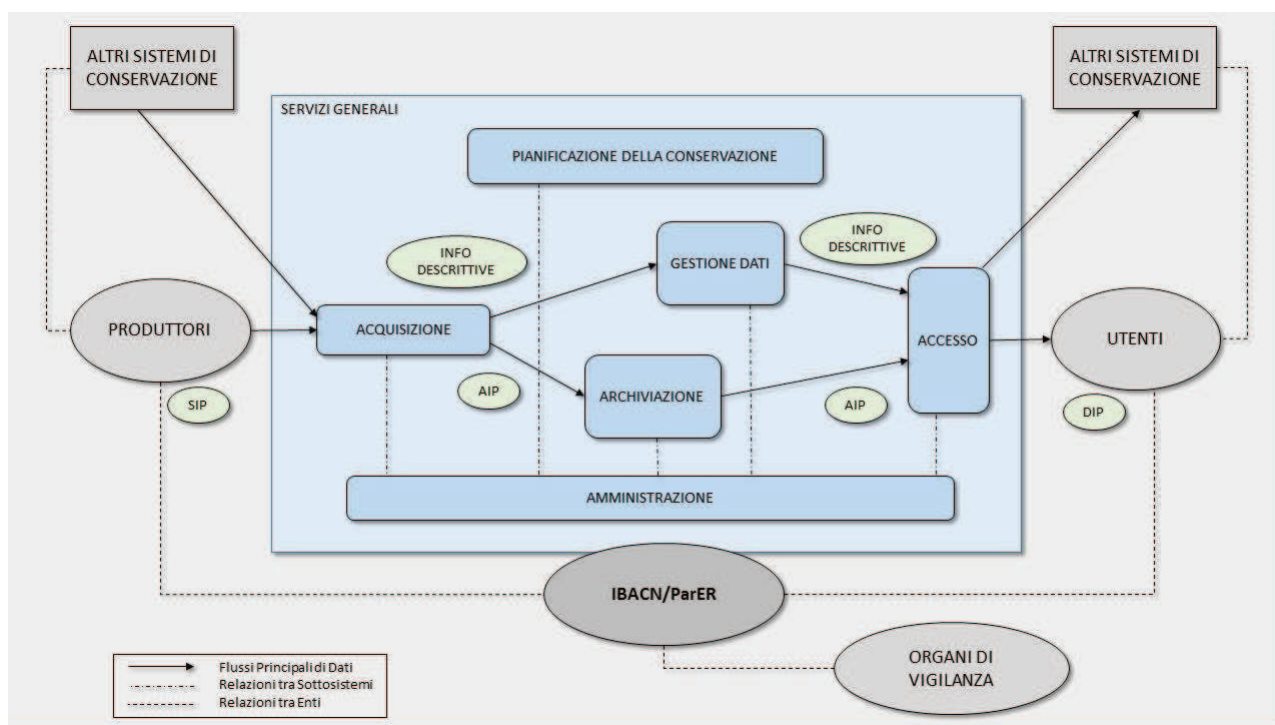 ALTRI SISTEMI DI
CONSERVAZIONE
ALTRI SISTEMI DI
CONSERVAZIONE
SERVIZI GENERALI
PIANIFICAZIONE DELLA CONSERVAZIONE
INFO
DESCRITTIVE
GESTIONE DATI
INFO
DESCRITTIVE
PRODUTTORI
ACQUISIZIONE
ACCESSO
UTENTI
SIP
AIP
ARCHIVIAZIONE
AIP
DIP
AMMINISTRAZIONE
IBACN/ParER
ORGANI DI
VIGILANZA
Flussi Principali di Dati
Relazioni tra Sottosistemi
Relazioni tra Enti